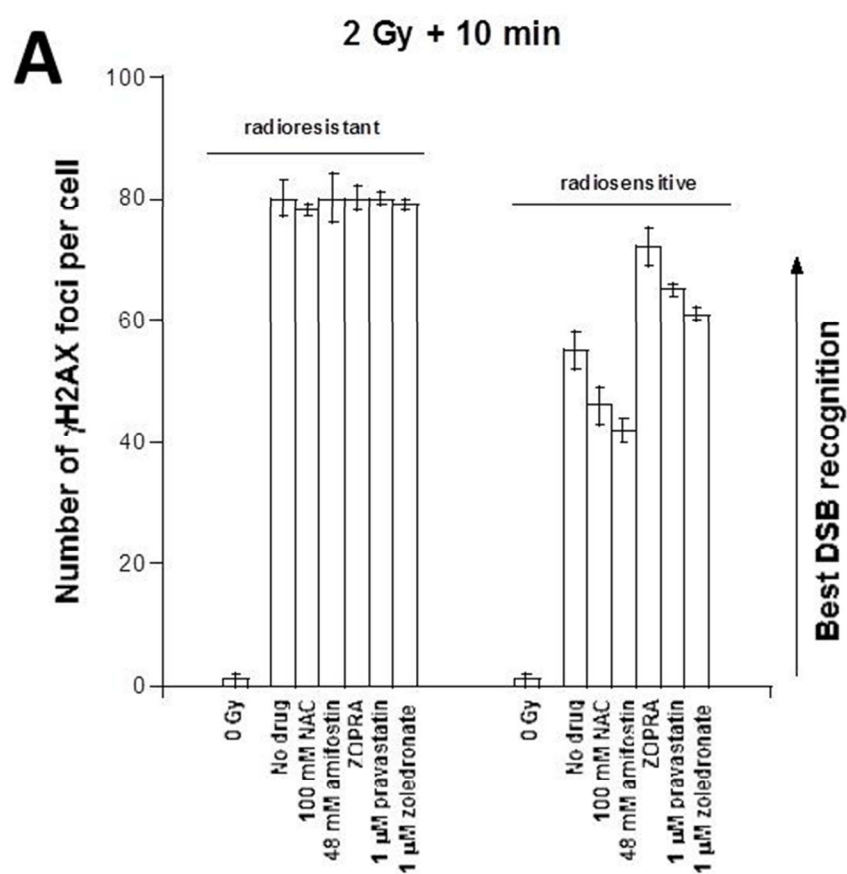 A
2 Gy + 10 min
Number of γH2AX foci per cell
100
80
60
40
20
0
radioresistant
radiosensitive
0 Gy
No drug
100 mM NAC
48 mM amifostin
ZOPRA
1 µM pravastatin
1 µM zoledronate
0 Gy
No drug
100 mM NAC
48 mM amifostin
ZOPRA
1 µM pravastatin
1 µM zoledronate
Best DSB recognition